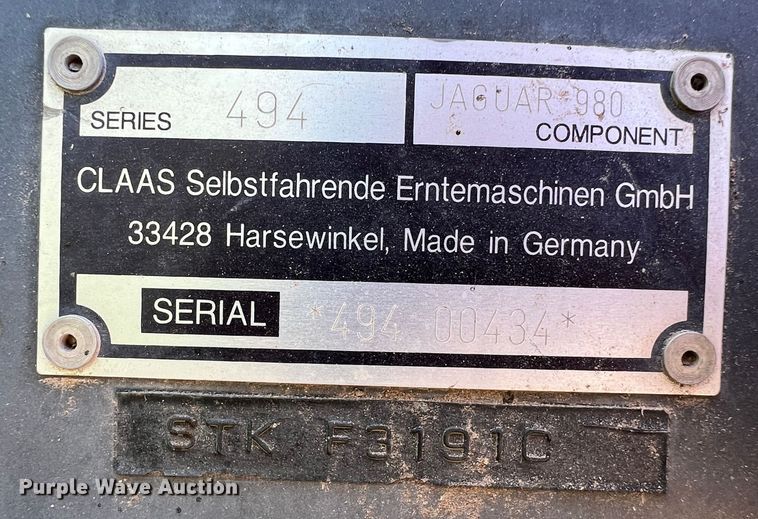 SERIES 494
JAGUAR 980
COMPONENT
CLAAS Selbstfahrende Erntemaschinen GmbH
33428 Harsewinkel, Made in Germany
SERIAL *494 00434*
STK F3191C
Purple Wave Auction